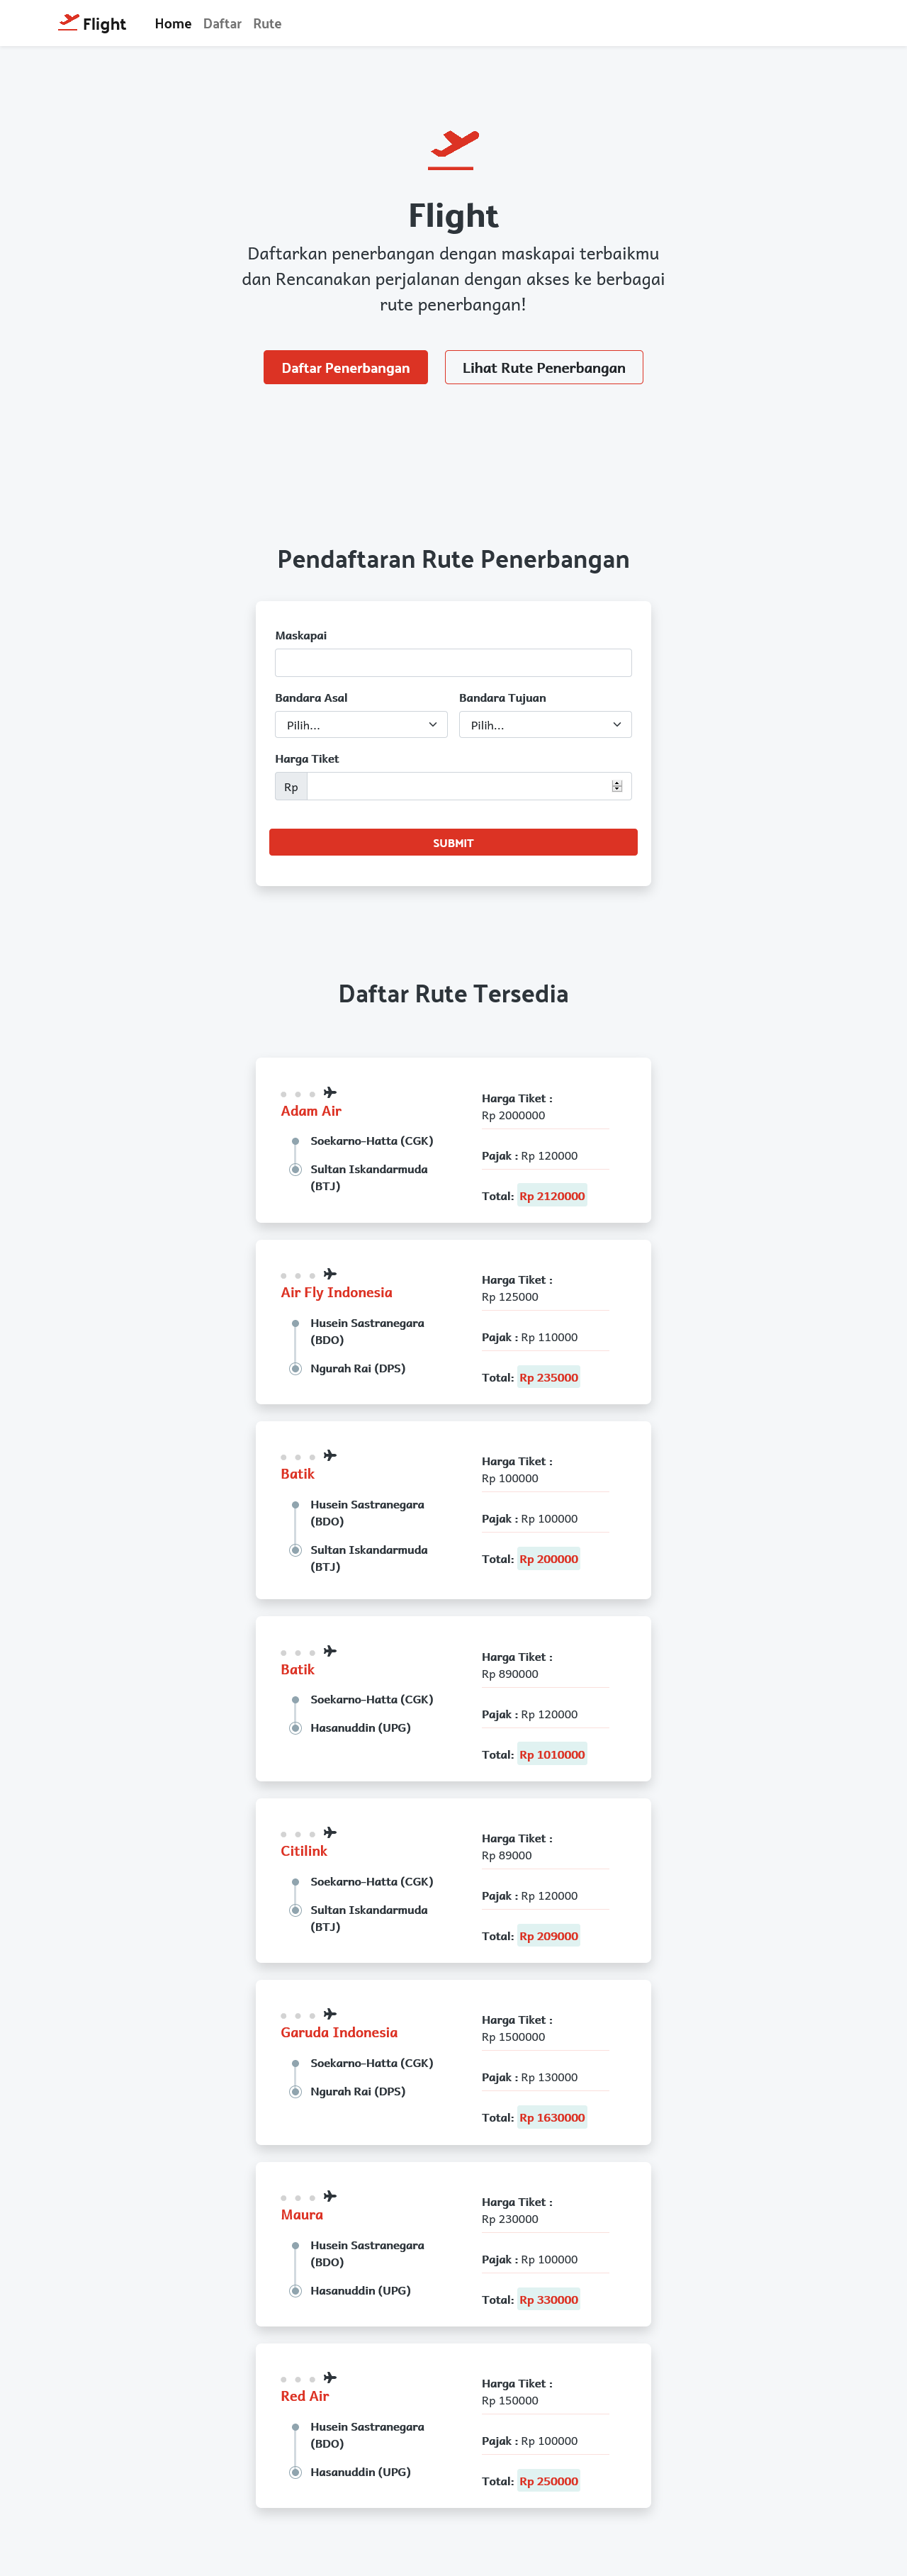 Flight Home Daftar Rute
Flight
Daftarkan penerbangan dengan maskapai terbaikmu
dan Rencanakan perjalanan dengan akses ke berbagai
rute penerbangan!
Daftar Penerbangan Lihat Rute Penerbangan
Pendaftaran Rute Penerbangan
Maskapai
Bandara Asal Bandara Tujuan
Pilih... Pilih...
Harga Tiket
Rp
SUBMIT
Daftar Rute Tersedia
Adam Air
Soekarno-Hatta (CGK)
Sultan Iskandarmuda
(BTJ)
Harga Tiket :
Rp 2000000
Pajak : Rp 120000
Total: Rp 2120000
Air Fly Indonesia
Husein Sastranegara
(BDO)
Ngurah Rai (DPS)
Harga Tiket :
Rp 125000
Pajak : Rp 110000
Total: Rp 235000
Batik
Husein Sastranegara
(BDO)
Sultan Iskandarmuda
(BTJ)
Harga Tiket :
Rp 100000
Pajak : Rp 100000
Total: Rp 200000
Batik
Soekarno-Hatta (CGK)
Hasanuddin (UPG)
Harga Tiket :
Rp 890000
Pajak : Rp 120000
Total: Rp 1010000
Citilink
Soekarno-Hatta (CGK)
Sultan Iskandarmuda
(BTJ)
Harga Tiket :
Rp 89000
Pajak : Rp 120000
Total: Rp 209000
Garuda Indonesia
Soekarno-Hatta (CGK)
Ngurah Rai (DPS)
Harga Tiket :
Rp 1500000
Pajak : Rp 130000
Total: Rp 1630000
Maura
Husein Sastranegara
(BDO)
Hasanuddin (UPG)
Harga Tiket :
Rp 230000
Pajak : Rp 100000
Total: Rp 330000
Red Air
Husein Sastranegara
(BDO)
Hasanuddin (UPG)
Harga Tiket :
Rp 150000
Pajak : Rp 100000
Total: Rp 250000